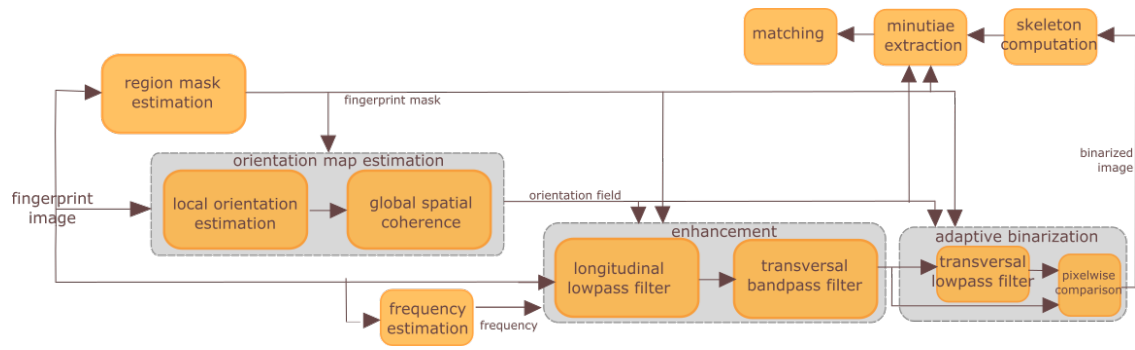 matching
minutiae
extraction
skeleton
computation
region mask
estimation
fingerprint mask
orientation map estimation
binarized
image
fingerprint
image
local orientation
estimation
global spatial
coherence
orientation field
enhancement
adaptive binarization
longitudinal
lowpass filter
transversal
bandpass filter
transversal
lowpass filter
pixelwise
comparison
frequency
estimation
frequency